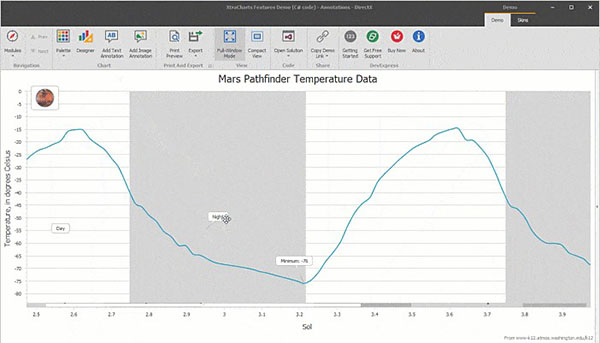 XtraCharts Features Demo (C# code) - Annotations - DirectX
Demos
Demo Skins
Modules Prev Next Palette Designer Add Text Annotation Add Image Annotation Print Preview Export Full-Window Mode Compact View Open Solution Copy Demo Link Getting Started Get Free Support Buy Now About
Navigation Chart Print And Export View Code Share DevExpress
Mars Pathfinder Temperature Data
0
-5
-10
-15
-20
-25
-30
-35
-40
-45
-50
-55
-60
-65
-70
-75
-80
Temperature, in degrees Celsius
Night
Day
Minimum: -76
2.5 2.6 2.7 2.8 2.9 3 3.1 3.2 3.3 3.4 3.5 3.6 3.7 3.8 3.9
Sol
From www-k12.atmos.washington.edu/k12